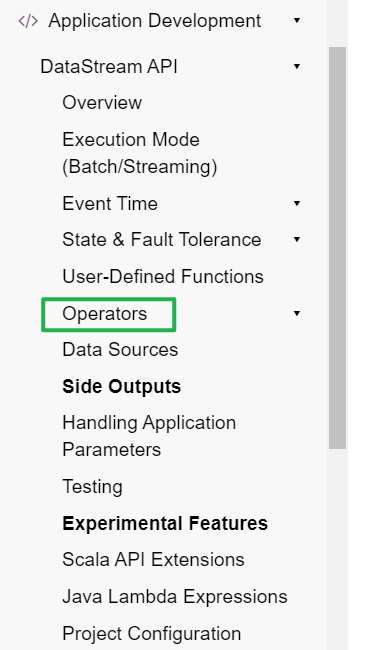 </> Application Development
DataStream API
Overview
Execution Mode
(Batch/Streaming)
Event Time
State & Fault Tolerance
User-Defined Functions
Operators
Data Sources
Side Outputs
Handling Application
Parameters
Testing
Experimental Features
Scala API Extensions
Java Lambda Expressions
Project Configuration